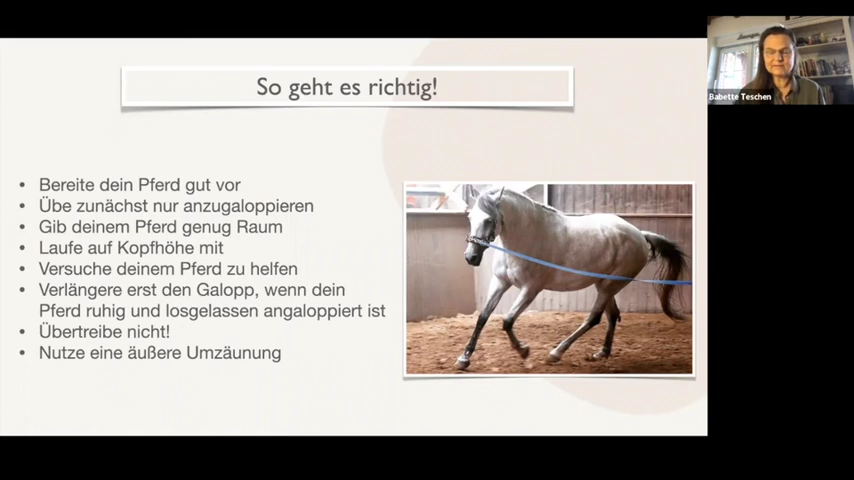 So geht es richtig!
Babette Teschen
• Bereite dein Pferd gut vor
• Übe zunächst nur anzugaloppieren
• Gib deinem Pferd genug Raum
• Laufe auf Kopfhöhe mit
• Versuche deinem Pferd zu helfen
• Verlängere erst den Galopp, wenn dein
Pferd ruhig und losgelassen angaloppiert ist
• Übertreibe nicht!
• Nutze eine äußere Umzäunung